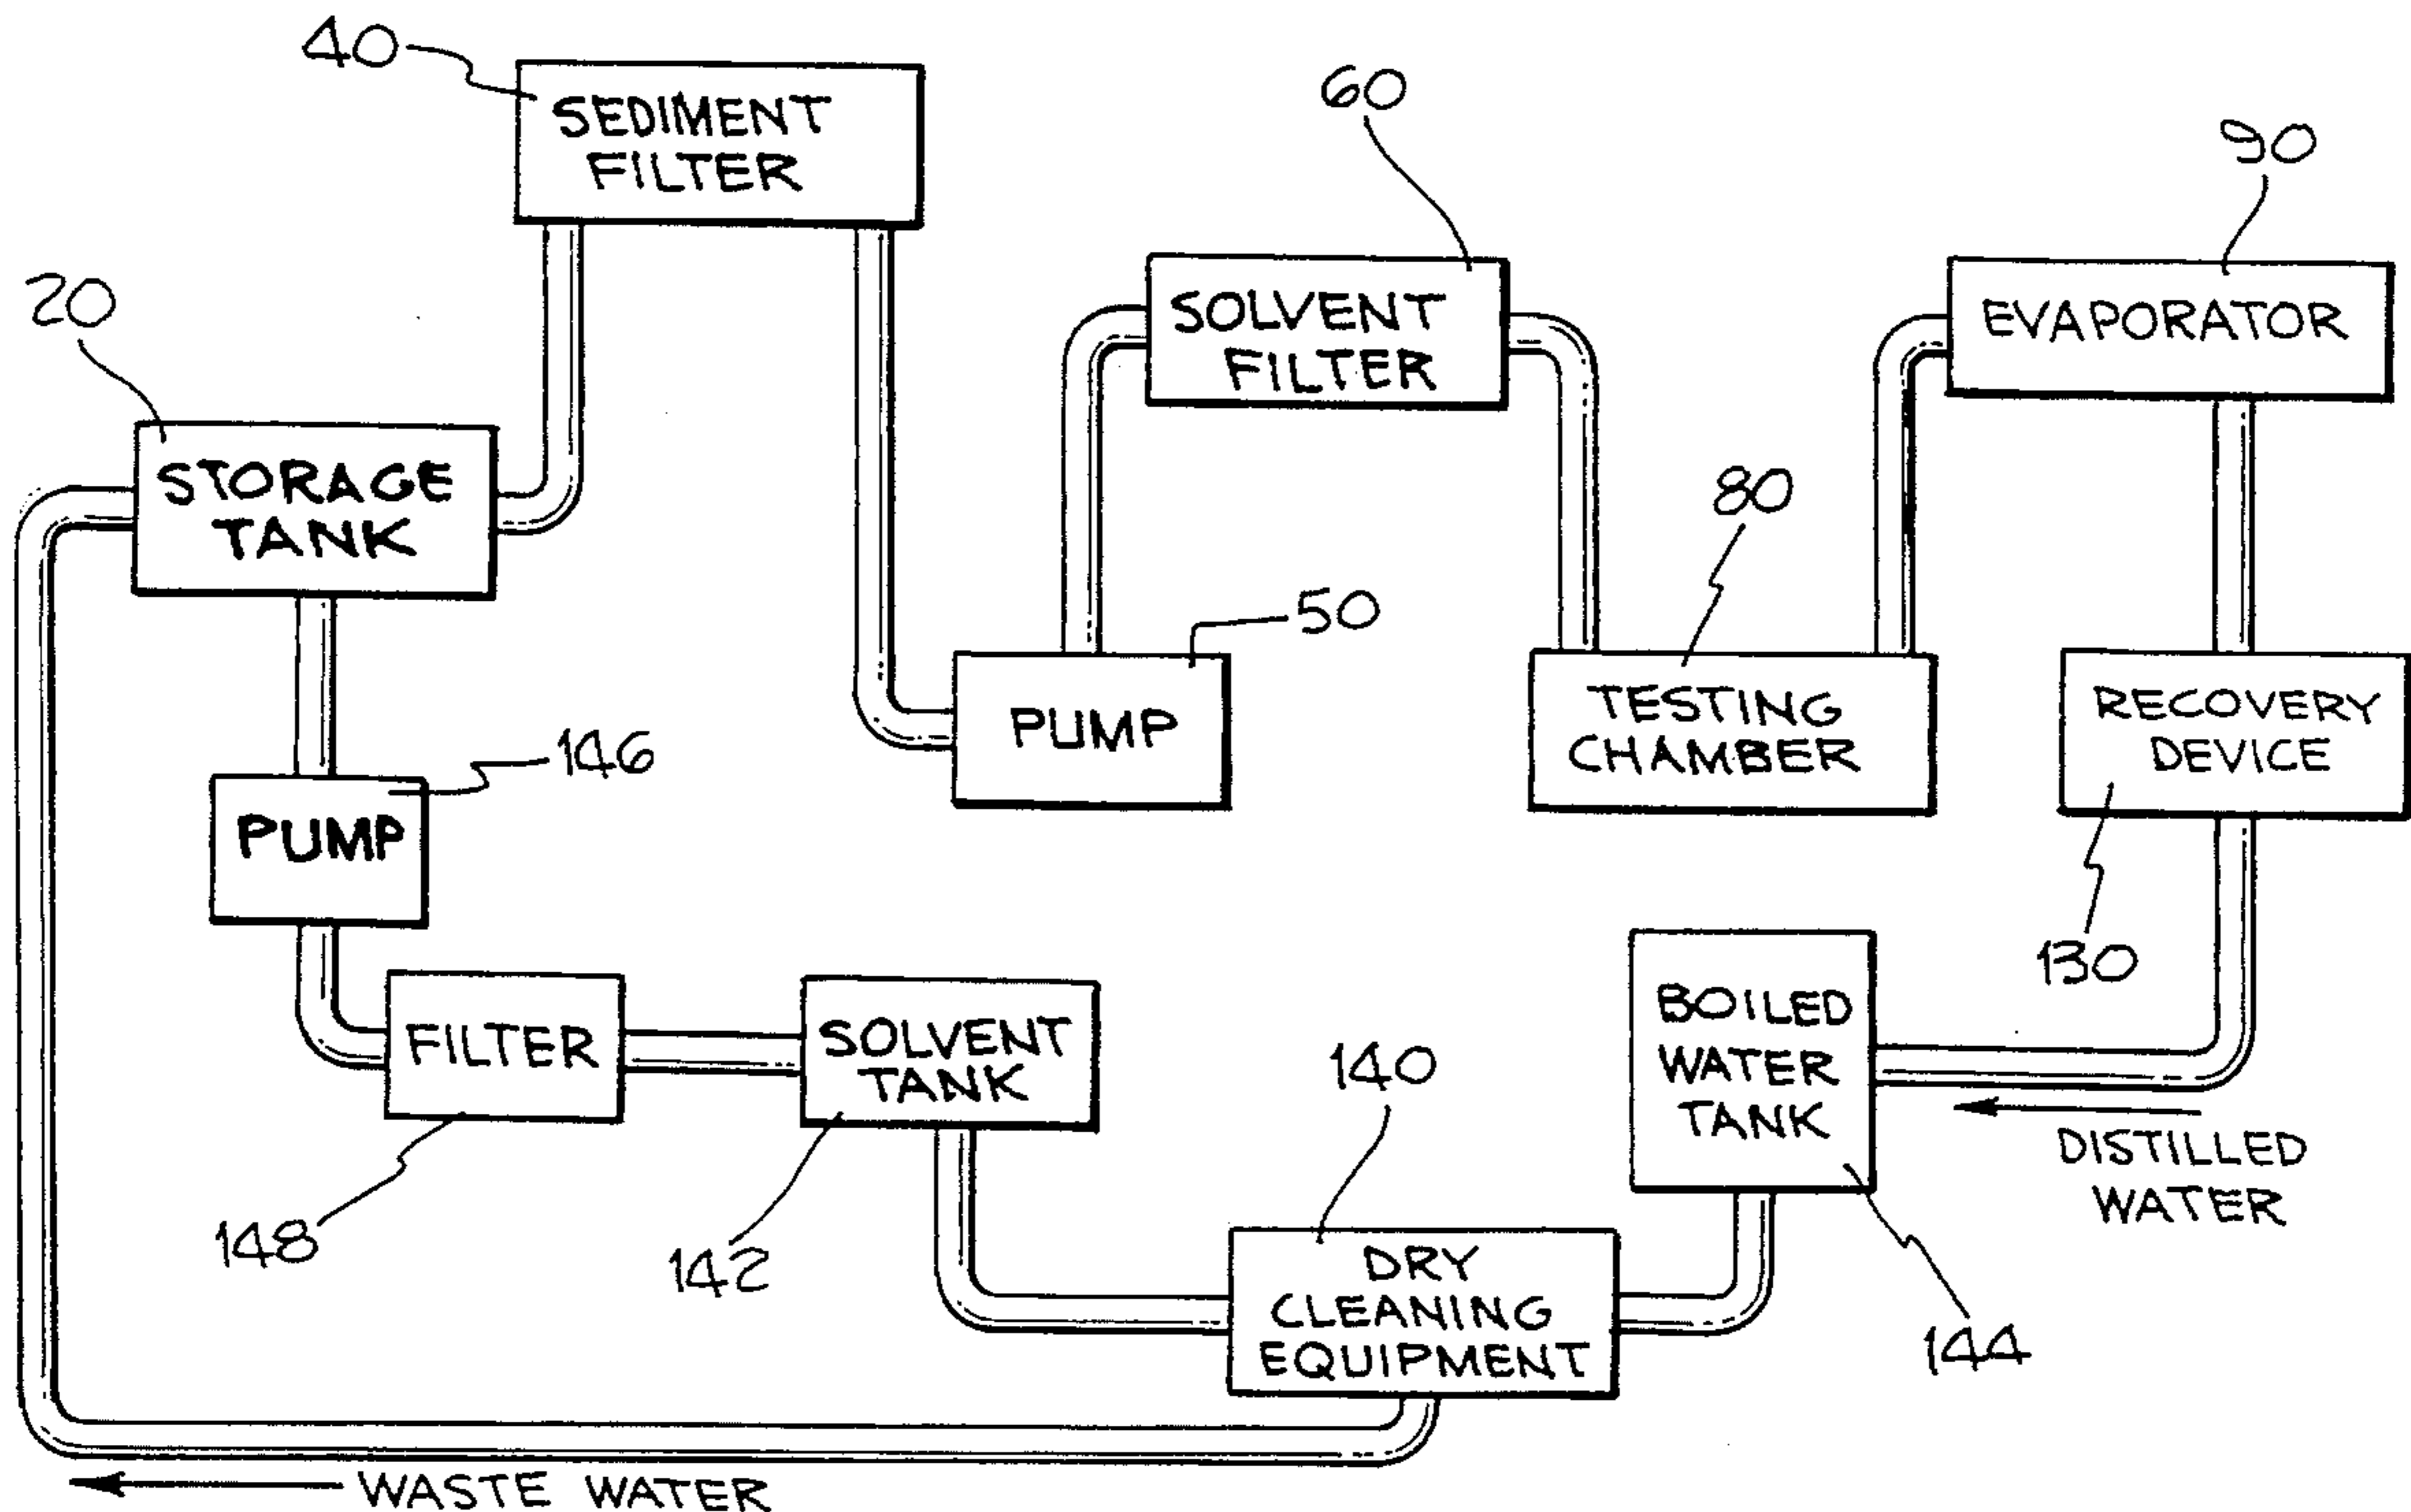 40
SEDIMENT
FILTER
60
90
SOLVENT
FILTER
EVAPORATOR
20
STORAGE
TANK
80
50
PUMP
TESTING
CHAMBER
RECOVERY
DEVICE
146
PUMP
130
FILTER
SOLVENT
TANK
140
BOILED
WATER
TANK
DISTILLED
WATER
148
142
DRY
CLEANING
EQUIPMENT
144
WASTE WATER